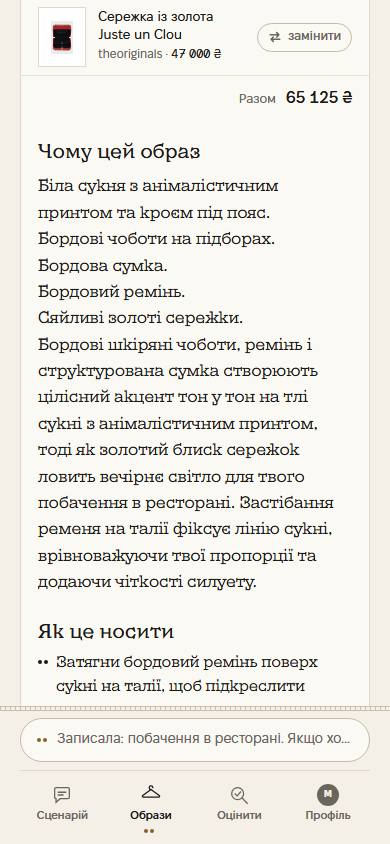 Сережка із золота
Juste un Clou
theoriginals · 47 000 ₴
замінити
Разом 65 125 ₴
Чому цей образ
Біла сукня з анімалістичним
принтом та кроєм під пояс.
Бордові чоботи на підборах.
Бордова сумка.
Бордовий ремінь.
Сяйливі золоті сережки.
Бордові шкіряні чоботи, ремінь і
структурована сумка створюють
цілісний акцент тон у тон на тлі
сукні з анімалістичним принтом,
тоді як золотий блиск сережок
ловить вечірнє світло для твого
побачення в ресторані. Застібання
ременя на талії фіксує лінію сукні,
врівноважуючи твої пропорції та
додаючи чіткості силуету.
Як це носити
•• Затягни бордовий ремінь поверх
сукні на талії, щоб підкреслити
•• Записала: побачення в ресторані. Якщо хо...
М
Сценарій Образи Оцінити Профіль